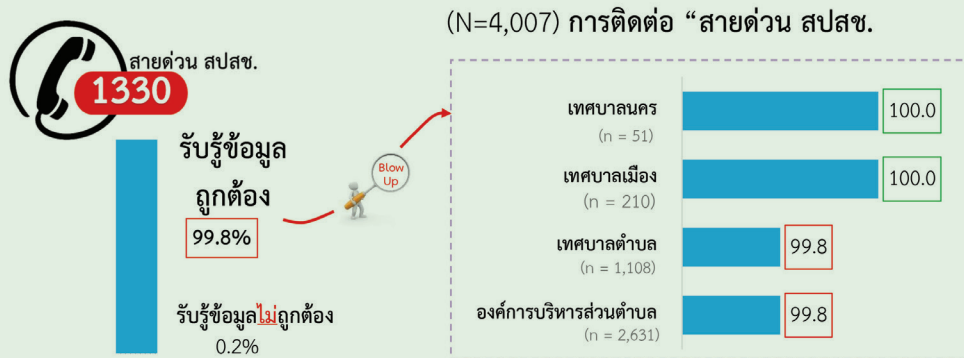 (N=4,007) การติดต่อ “สายด่วน สปสช.
สายด่วน สปสช.
1330
รับรู้ข้อมูล
ถูกต้อง
99.8%
รับรู้ข้อมูลไม่ถูกต้อง
0.2%
Blow
Up
เทศบาลนคร
(n = 51)
100.0
เทศบาลเมือง
(n = 210)
100.0
เทศบาลตำบล
(n = 1,108)
99.8
องค์การบริหารส่วนตำบล
(n = 2,631)
99.8